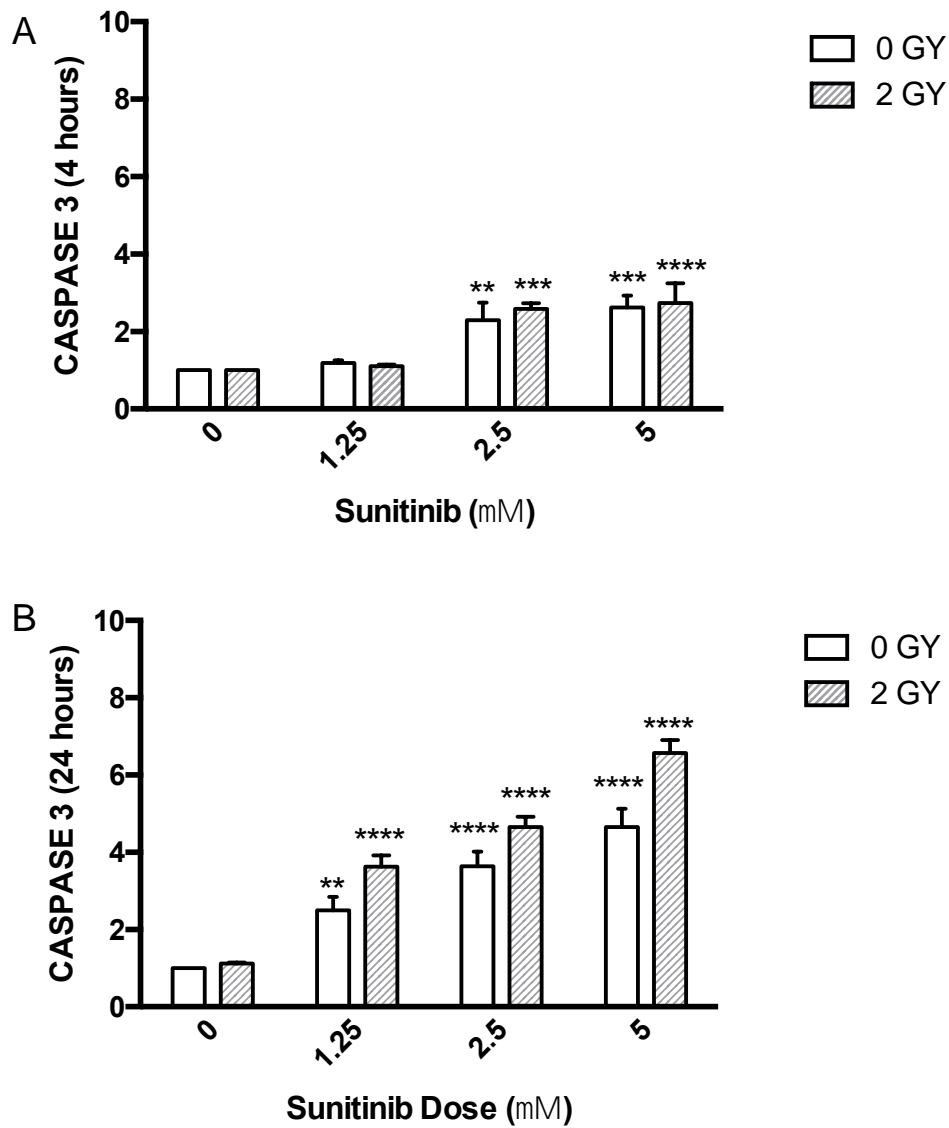 A
CASPASE 3 (4 hours)
10
8
6
4
2
0
** *** *** ****
0 1.25 2.5 5
Sunitinib (mM)
0 GY
2 GY
B
CASPASE 3 (24 hours)
10
8
6
4
2
0
** **** **** **** **** ****
0 1.25 2.5 5
Sunitinib Dose (mM)
0 GY
2 GY